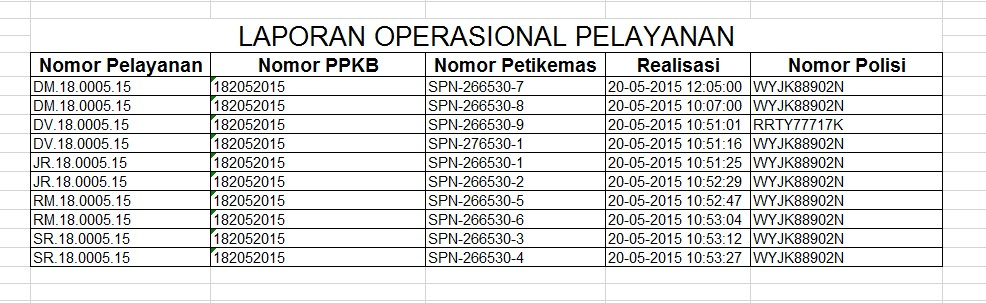 LAPORAN OPERASIONAL PELAYANAN
Nomor Pelayanan Nomor PPKB Nomor Petikemas Realisasi Nomor Polisi
DM.18.0005.15 182052015 SPN-266530-7 20-05-2015 12:05:00 WYJK88902N
DM.18.0005.15 182052015 SPN-266530-8 20-05-2015 10:07:00 WYJK88902N
DV.18.0005.15 182052015 SPN-266530-9 20-05-2015 10:51:01 RRTY77717K
DV.18.0005.15 182052015 SPN-276530-1 20-05-2015 10:51:16 WYJK88902N
JR.18.0005.15 182052015 SPN-266530-1 20-05-2015 10:51:25 WYJK88902N
JR.18.0005.15 182052015 SPN-266530-2 20-05-2015 10:52:29 WYJK88902N
RM.18.0005.15 182052015 SPN-266530-5 20-05-2015 10:52:47 WYJK88902N
RM.18.0005.15 182052015 SPN-266530-6 20-05-2015 10:53:04 WYJK88902N
SR.18.0005.15 182052015 SPN-266530-3 20-05-2015 10:53:12 WYJK88902N
SR.18.0005.15 182052015 SPN-266530-4 20-05-2015 10:53:27 WYJK88902N